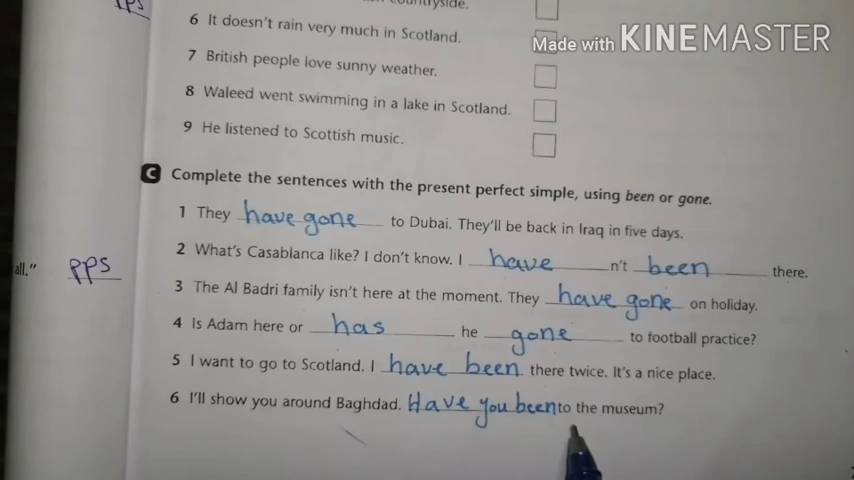 countryside.
6 It doesn't rain very much in Scotland.
Made with KINEMASTER
7 British people love sunny weather.
8 Waleed went swimming in a lake in Scotland.
9 He listened to Scottish music.
C Complete the sentences with the present perfect simple, using been or gone.
1 They have gone to Dubai. They'll be back in Iraq in five days.
2 What's Casablanca like? I don't know. I have n't been there.
all." PPS
3 The Al Badri family isn't here at the moment. They have gone on holiday.
4 Is Adam here or has he gone to football practice?
5 I want to go to Scotland. I have been there twice. It's a nice place.
6 I'll show you around Baghdad. Have you been to the museum?